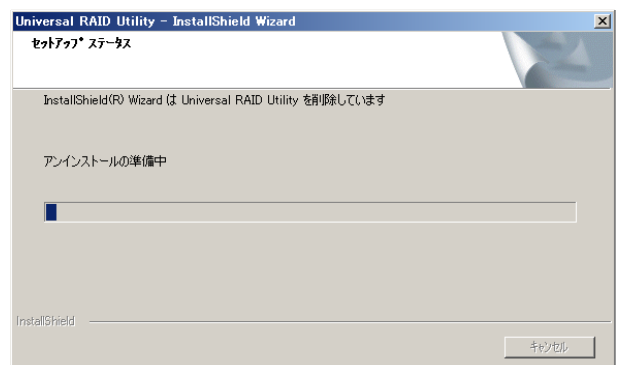 Universal RAID Utility - InstallShield Wizard
セットアップ ステータス
InstallShield(R) Wizard は Universal RAID Utility を削除しています
アンインストールの準備中
InstallShield
キャンセル